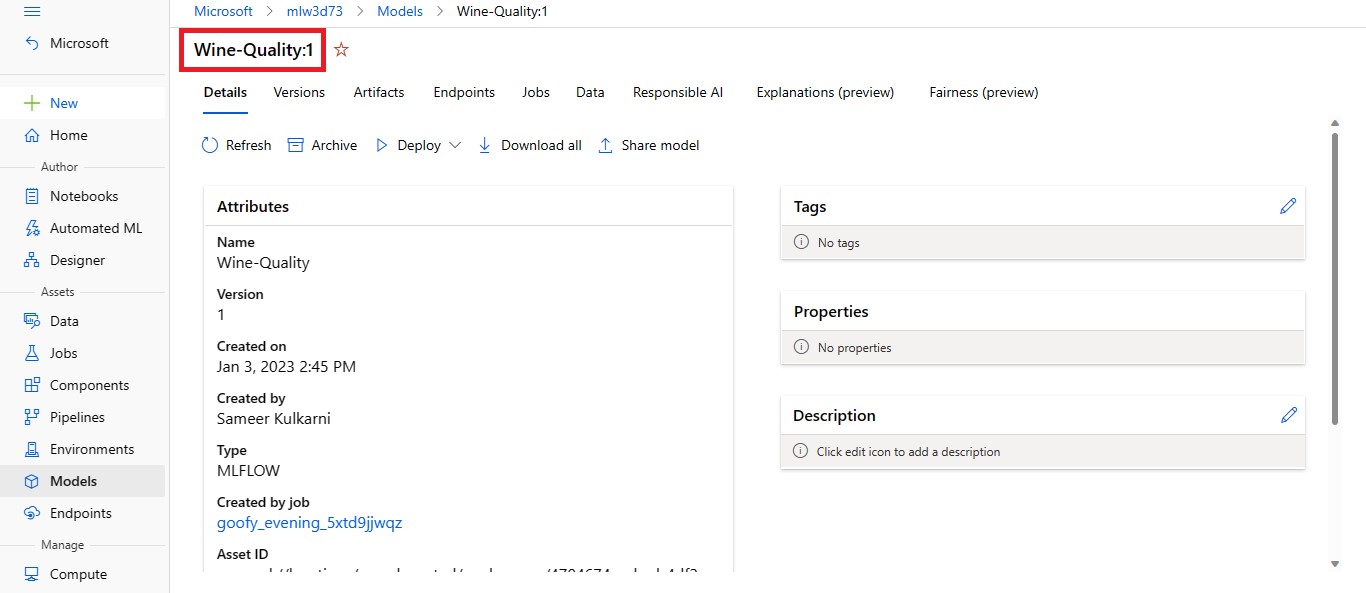 Microsoft > mlw3d73 > Models > Wine-Quality:1
Microsoft
New
Home
Author
Notebooks
Automated ML
Designer
Assets
Data
Jobs
Components
Pipelines
Environments
Models
Endpoints
Manage
Compute
Wine-Quality:1
Details Versions Artifacts Endpoints Jobs Data Responsible AI Explanations (preview) Fairness (preview)
Refresh Archive Deploy Download all Share model
Attributes
Name
Wine-Quality
Version
1
Created on
Jan 3, 2023 2:45 PM
Created by
Sameer Kulkarni
Type
MLFLOW
Created by job
goofy_evening_5xtd9jjwqz
Asset ID
Tags
No tags
Properties
No properties
Description
Click edit icon to add a description